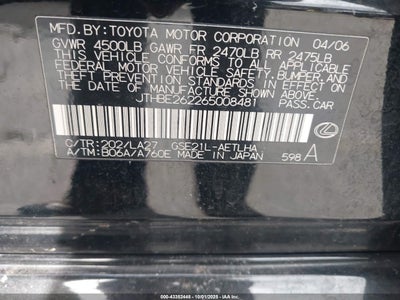 MFD. BY: TOYOTA MOTOR CORPORATION 04/06
GVWR 4500LB GAWR FR 2470LB RR 2475LB
THIS VEHICLE CONFORMS TO ALL APPLICABLE
FEDERAL MOTOR VEHICLE SAFETY, BUMPER, AND
THEFT PREVENTION STANDARDS IN EFFECT ON
THE DATE OF MANUFACTURE SHOWN ABOVE.
JTHBE262265008481 PASS. CAR
C/TR: 202/LA27 GSE21L-AETLHA
A/TM: B06A/A760E MADE IN JAPAN 598 A
000-43352445 - 10/01/2025 - IAAI